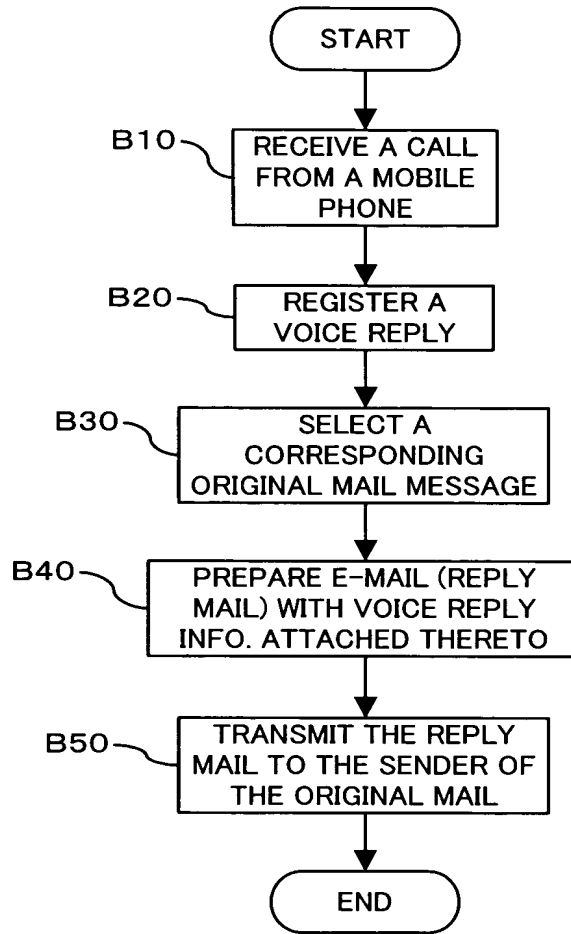 START
B10
RECEIVE A CALL
FROM A MOBILE
PHONE
B20
REGISTER A
VOICE REPLY
B30
SELECT A
CORRESPONDING
ORIGINAL MAIL MESSAGE
B40
PREPARE E-MAIL (REPLY
MAIL) WITH VOICE REPLY
INFO. ATTACHED THERETO
B50
TRANSMIT THE REPLY
MAIL TO THE SENDER OF
THE ORIGINAL MAIL
END